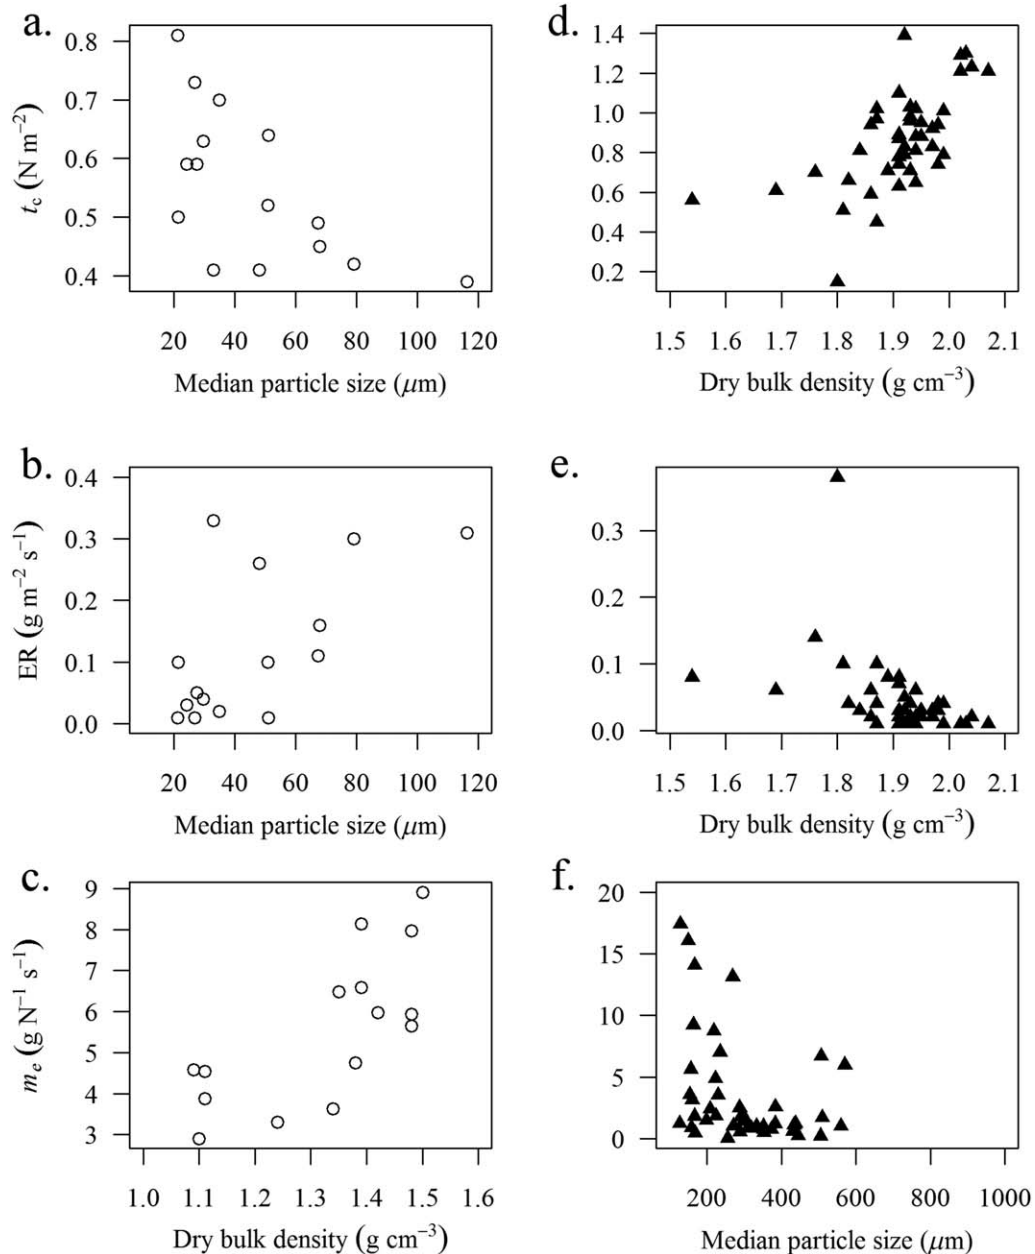 a.
t_c (N m⁻²)
0.8
0.7
0.6
0.5
0.4
20 40 60 80 100 120
Median particle size (μm)
d.
1.4
1.2
1.0
0.8
0.6
0.4
0.2
1.5 1.6 1.7 1.8 1.9 2.0 2.1
Dry bulk density (g cm⁻³)
b.
ER (g m⁻² s⁻¹)
0.4
0.3
0.2
0.1
0.0
20 40 60 80 100 120
Median particle size (μm)
e.
0.3
0.2
0.1
0.0
1.5 1.6 1.7 1.8 1.9 2.0 2.1
Dry bulk density (g cm⁻³)
c.
m_e (g N⁻¹ s⁻¹)
9
8
7
6
5
4
3
1.0 1.1 1.2 1.3 1.4 1.5 1.6
Dry bulk density (g cm⁻³)
f.
20
15
10
5
0
200 400 600 800 1000
Median particle size (μm)